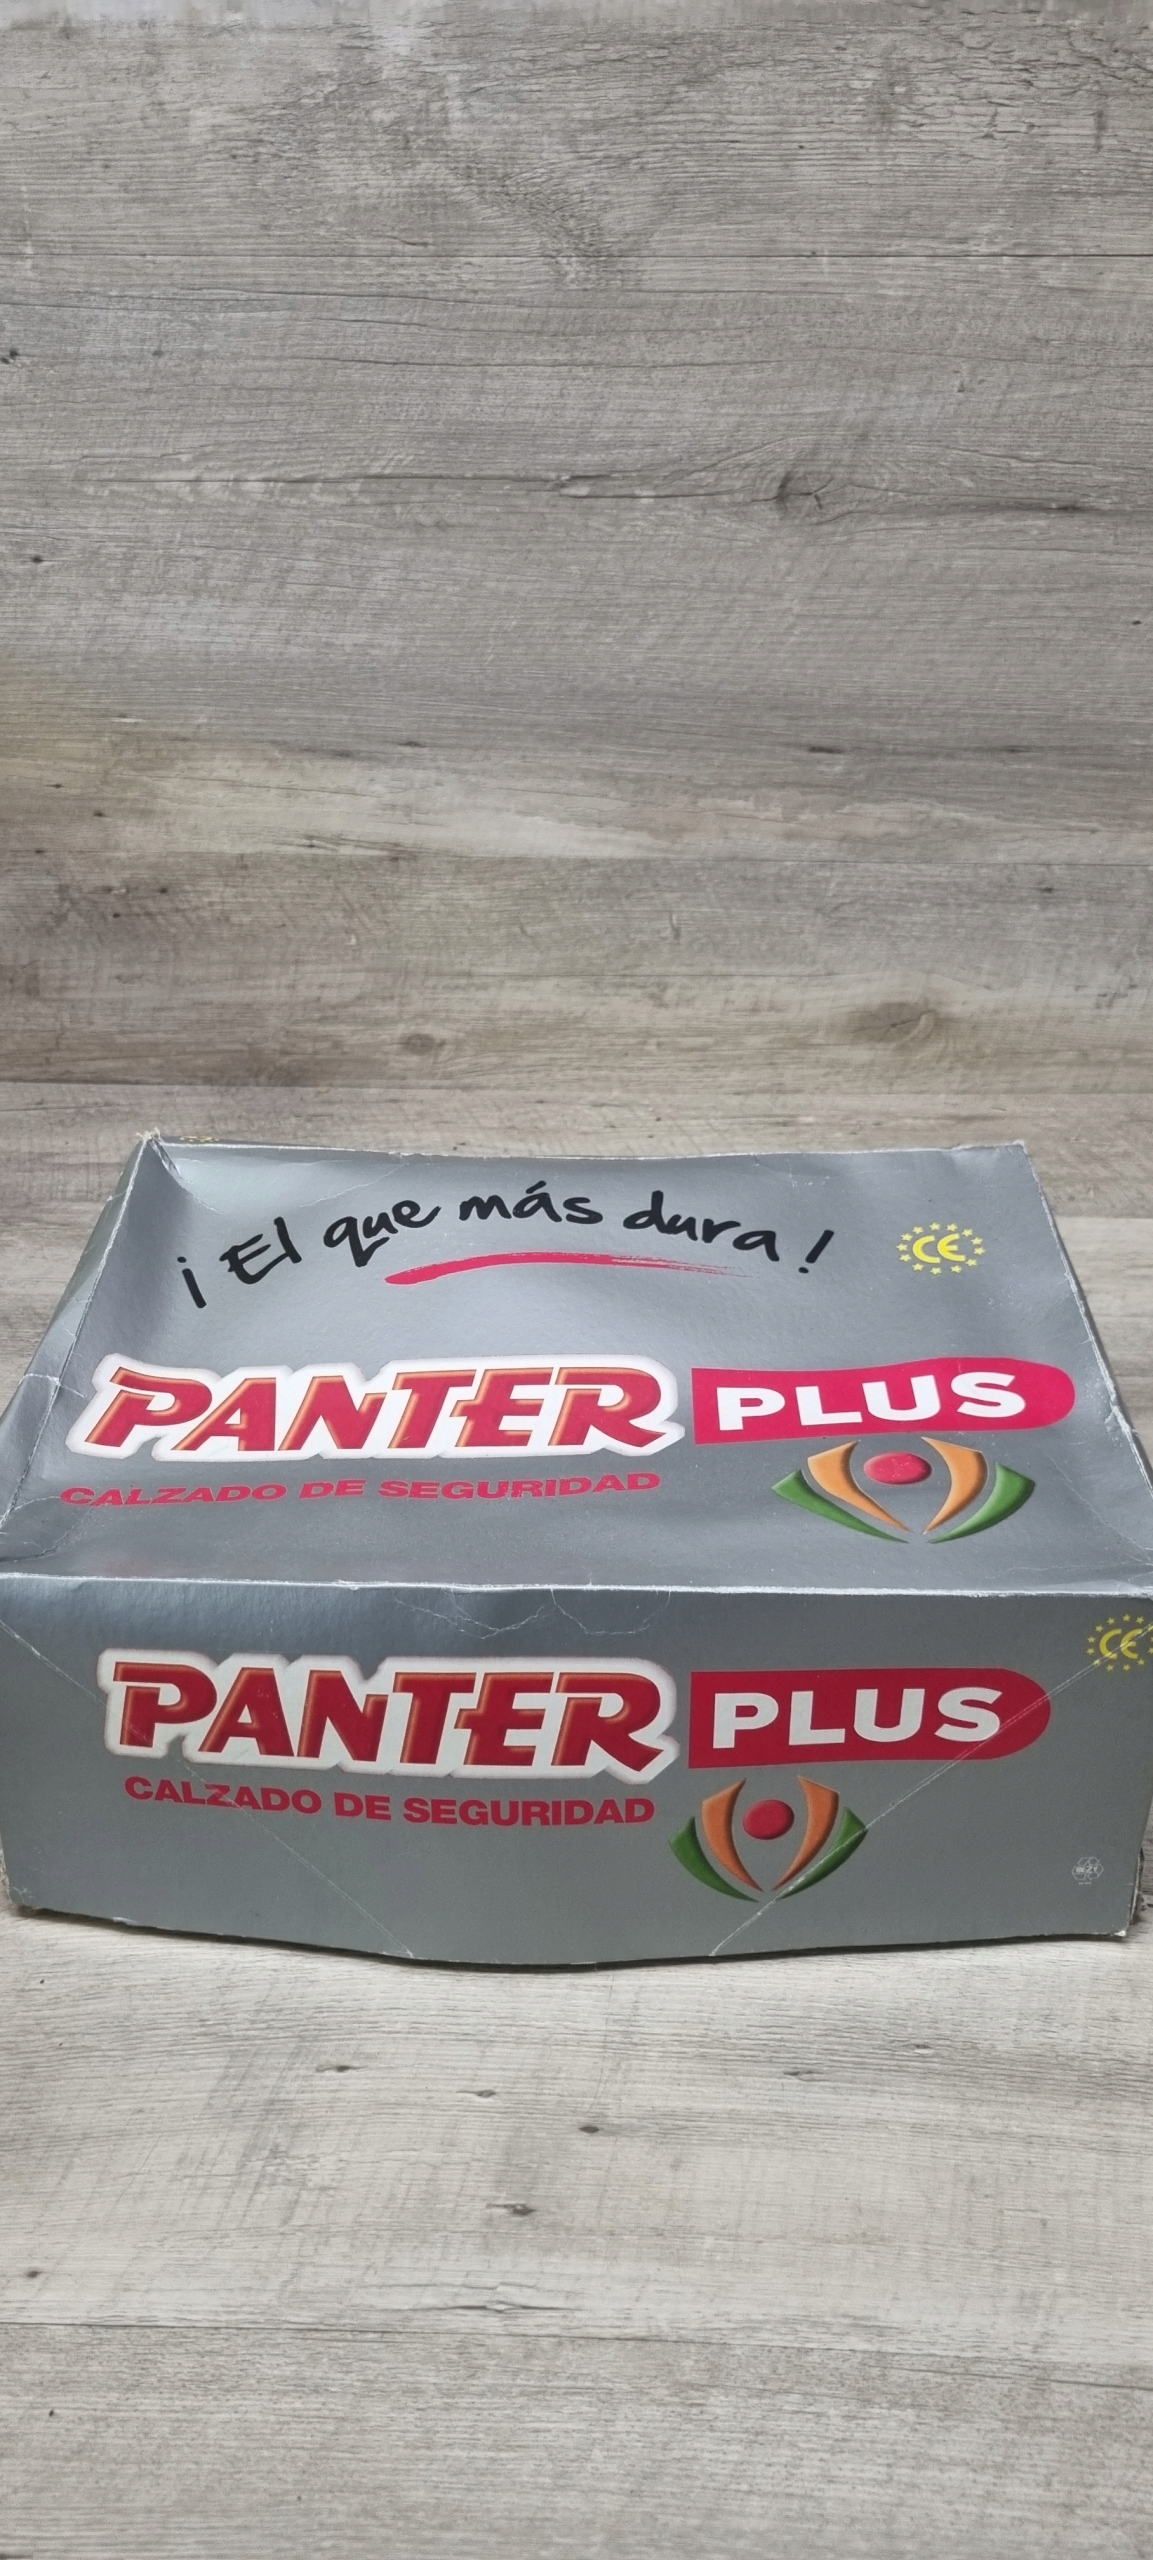 ¡El que más dura!
CE
PANTER PLUS
CALZADO DE SEGURIDAD
CE
PANTER PLUS
CALZADO DE SEGURIDAD